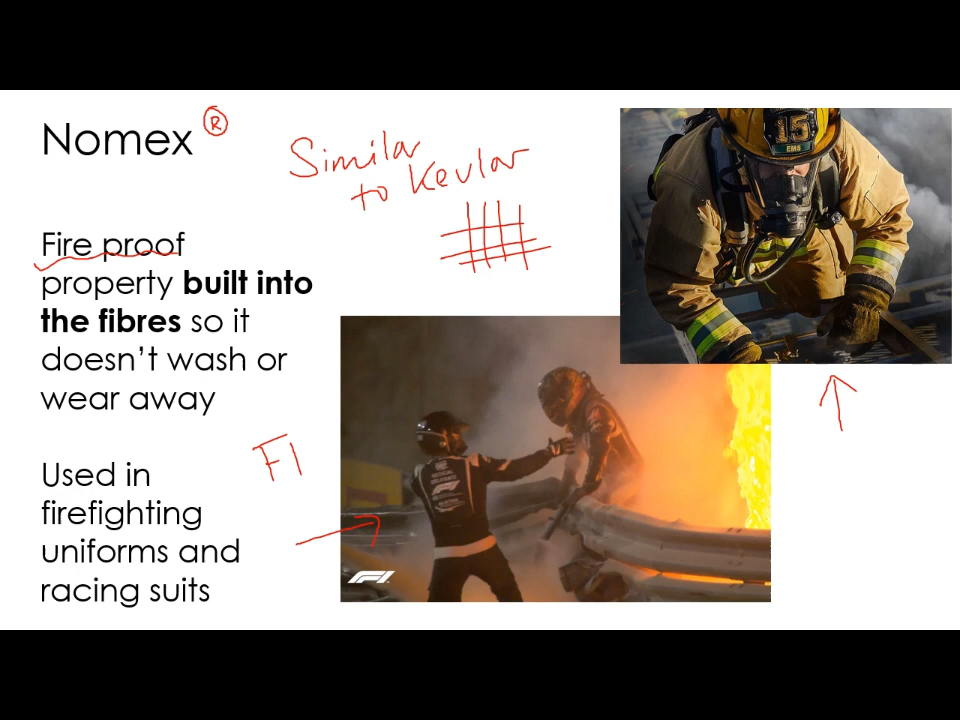 Nomex ®
Similar
to Kevlar
Fire proof
property built into
the fibres so it
doesn't wash or
wear away
F1
Used in
firefighting
uniforms and
racing suits
15
EMS
F1